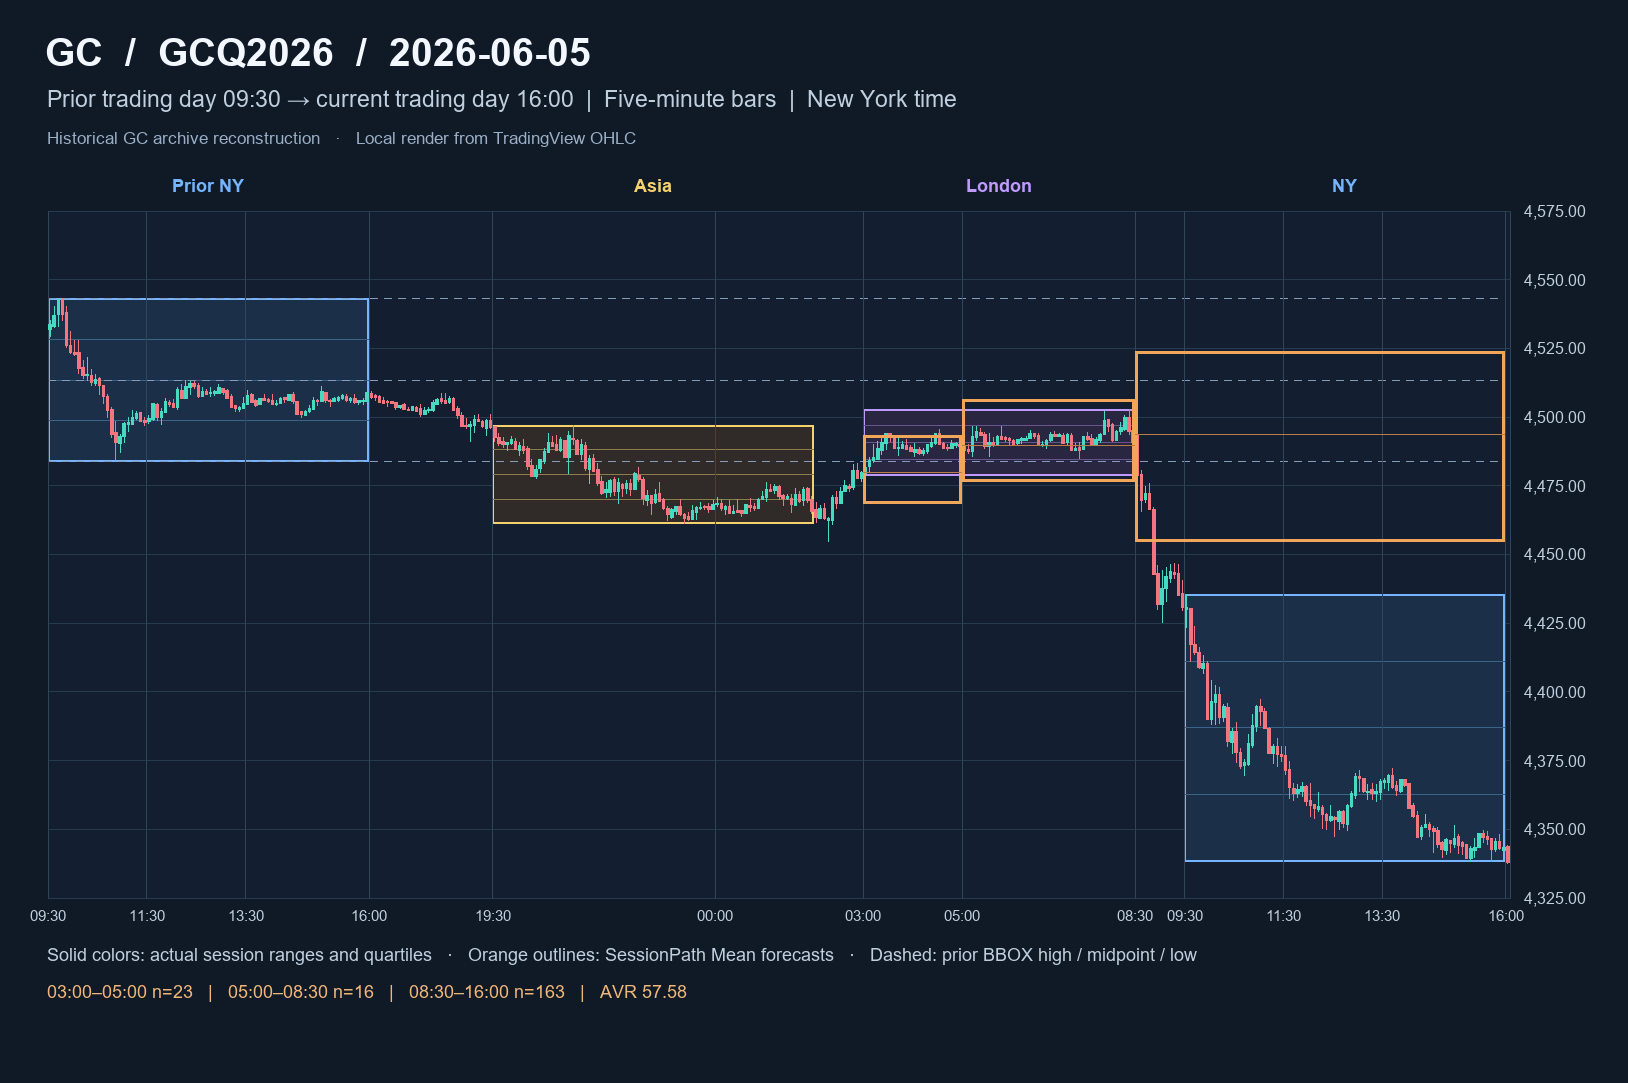 GC / GCQ2026 / 2026-06-05
Prior trading day 09:30 → current trading day 16:00 | Five-minute bars | New York time
Historical GC archive reconstruction · Local render from TradingView OHLC
Prior NY
Asia
London
NY
4,575.00
4,550.00
4,525.00
4,500.00
4,475.00
4,450.00
4,425.00
4,400.00
4,375.00
4,350.00
4,325.00
09:30 11:30 13:30 16:00 19:30 00:00 03:00 05:00 08:30 09:30 11:30 13:30 16:00
Solid colors: actual session ranges and quartiles · Orange outlines: SessionPath Mean forecasts · Dashed: prior BBOX high / midpoint / low
03:00–05:00 n=23 | 05:00–08:30 n=16 | 08:30–16:00 n=163 | AVR 57.58